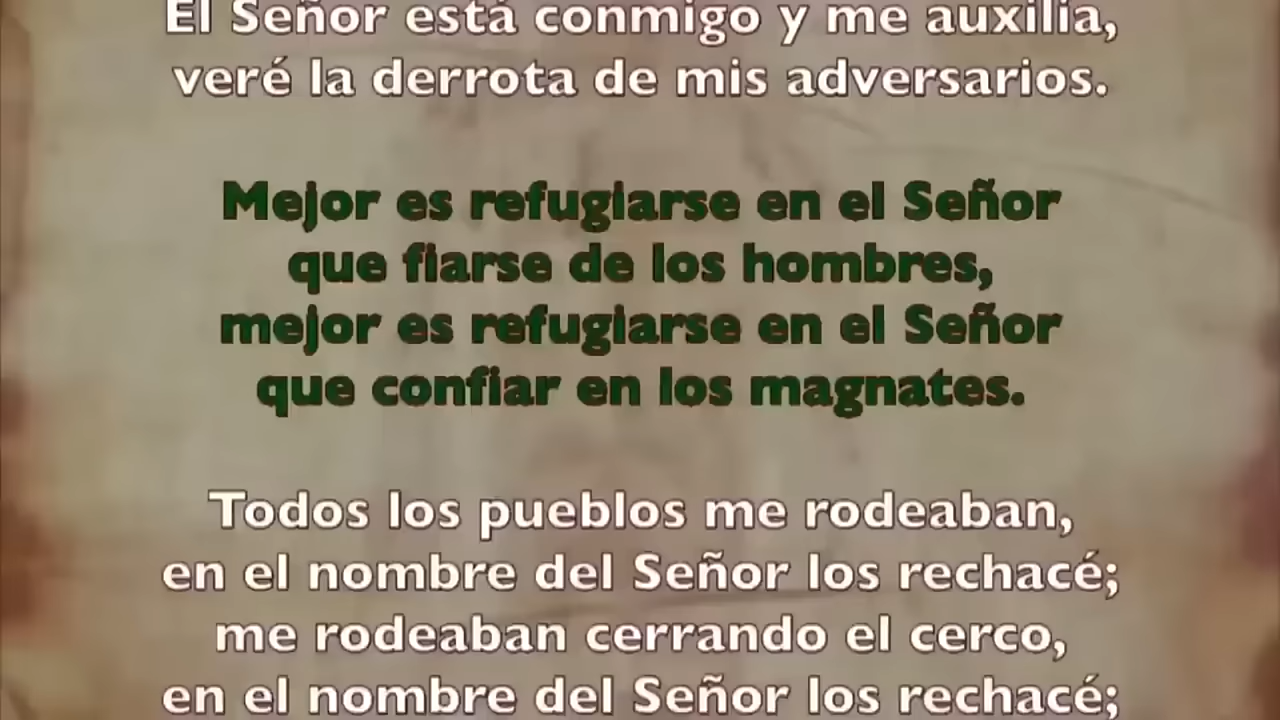 El Señor está conmigo y me auxilia,
veré la derrota de mis adversarios.
Mejor es refugiarse en el Señor
que fiarse de los hombres,
mejor es refugiarse en el Señor
que confiar en los magnates.
Todos los pueblos me rodeaban,
en el nombre del Señor los rechacé;
me rodeaban cerrando el cerco,
en el nombre del Señor los rechacé;